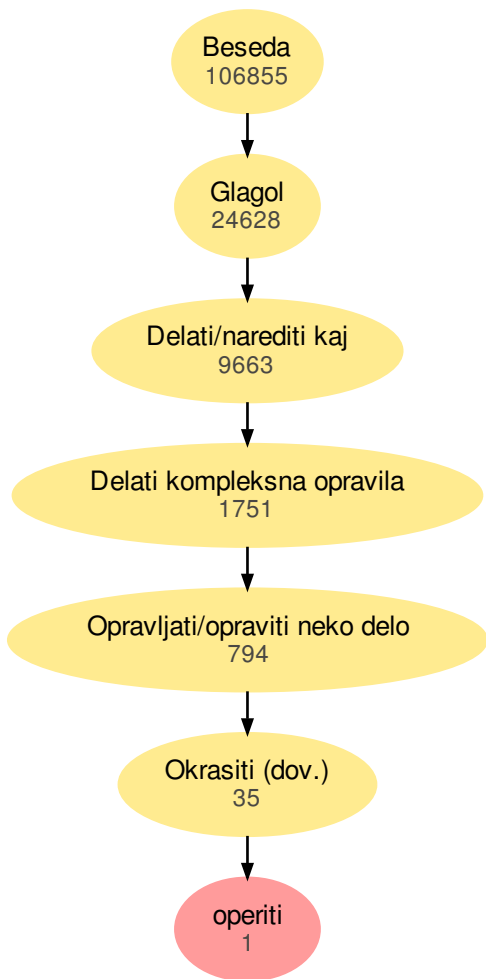 Beseda
106855
Glagol
24628
Delati/narediti kaj
9663
Delati kompleksna opravila
1751
Opravljati/opraviti neko delo
794
Okrasiti (dov.)
35
operiti
1